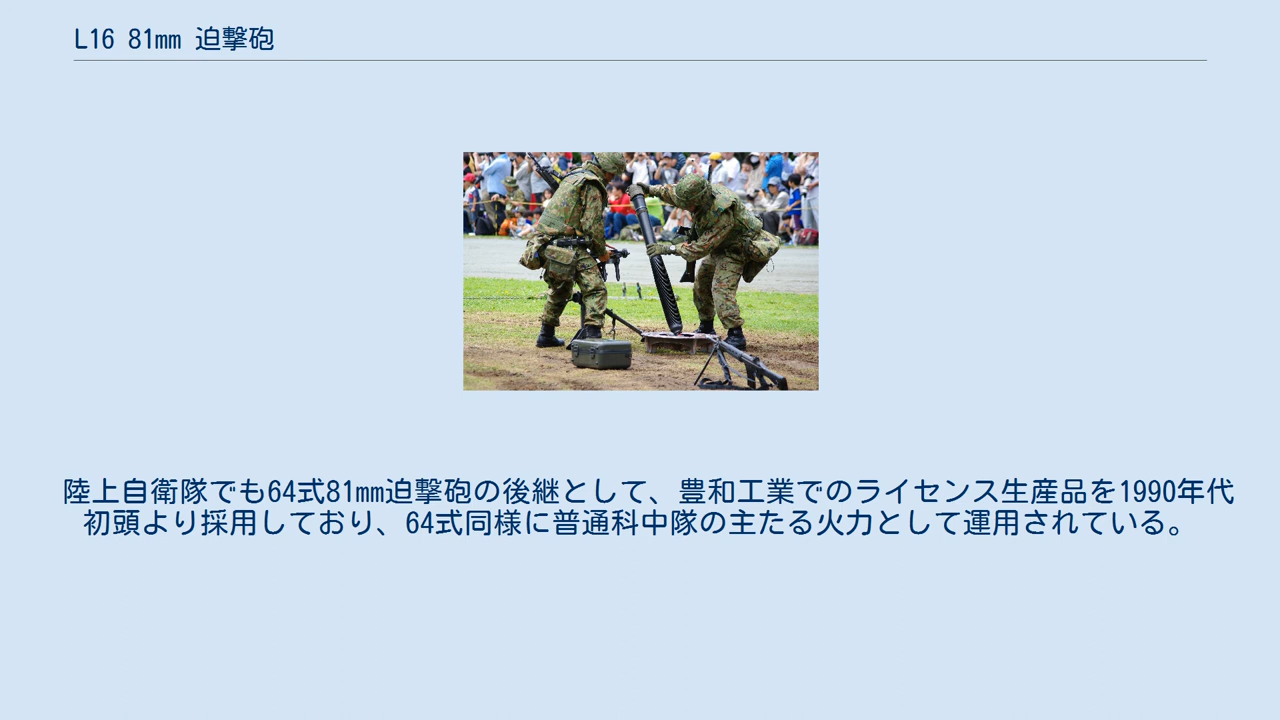 L16 81mm 迫撃砲
陸上自衛隊でも64式81mm迫撃砲の後継として、豊和工業でのライセンス生産品を1990年代
初頭より採用しており、64式同様に普通科中隊の主たる火力として運用されている。